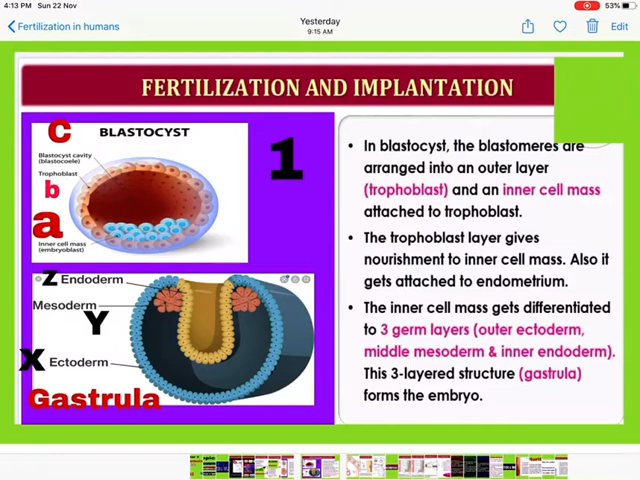 4:13 PM Sun 22 Nov
53%
Fertilization in humans
Yesterday
9:15 AM
Edit
FERTILIZATION AND IMPLANTATION
C
BLASTOCYST
1
Blastocyst cavity
(blastocoele)
Trophoblast
b
a
Inner cell mass
(embryoblast)
Z Endoderm
Mesoderm
Y
X Ectoderm
Gastrula
• In blastocyst, the blastomeres are
arranged into an outer layer
(trophoblast) and an inner cell mass
attached to trophoblast.
• The trophoblast layer gives
nourishment to inner cell mass. Also it
gets attached to endometrium.
• The inner cell mass gets differentiated
to 3 germ layers (outer ectoderm,
middle mesoderm & inner endoderm).
This 3-layered structure (gastrula)
forms the embryo.